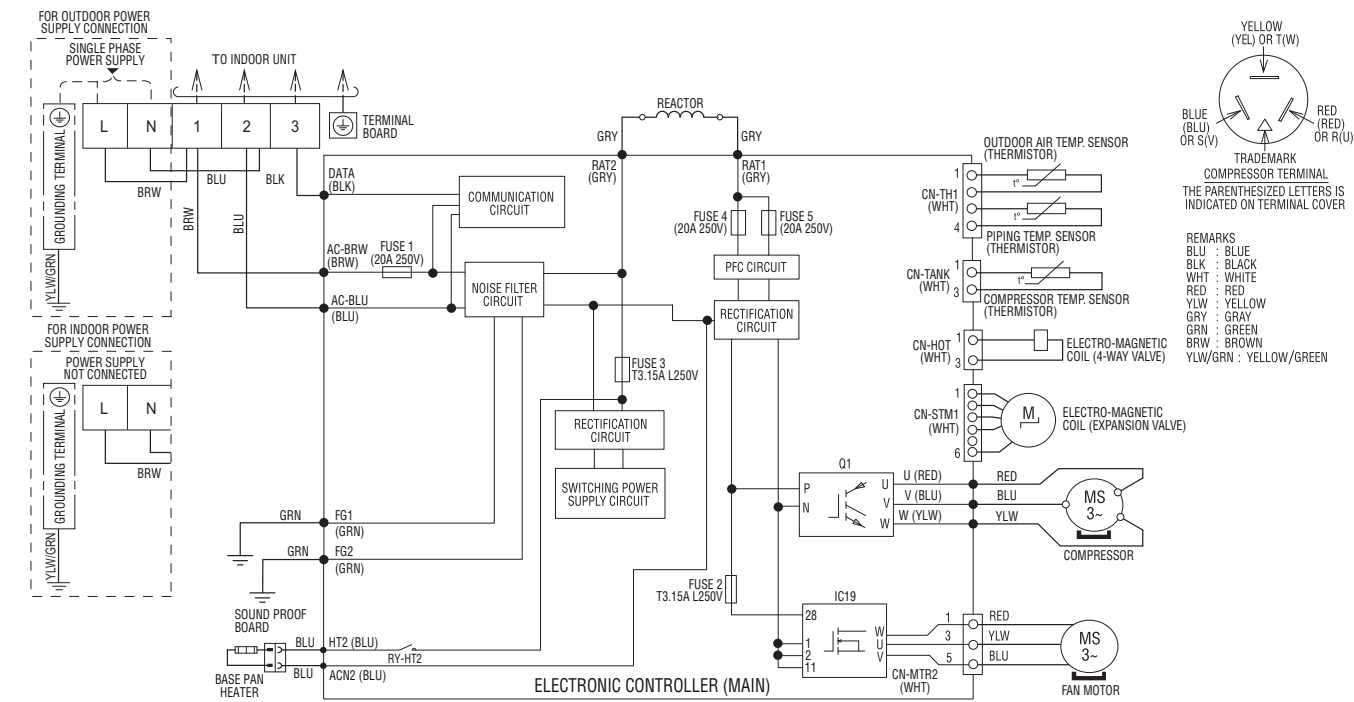 FOR OUTDOOR POWER
SUPPLY CONNECTION
SINGLE PHASE
POWER SUPPLY
TO INDOOR UNIT
GROUNDING TERMINAL
L
N
1
2
3
TERMINAL
BOARD
BRW
BLU
BLK
BRW
BLU
YLW/GRN
FOR INDOOR POWER
SUPPLY CONNECTION
POWER SUPPLY
NOT CONNECTED
GROUNDING TERMINAL
L
N
BRW
YLW/GRN
REACTOR
GRY
GRY
RAT2
(GRY)
RAT1
(GRY)
DATA
(BLK)
COMMUNICATION
CIRCUIT
AC-BRW
(BRW)
FUSE 1
(20A 250V)
NOISE FILTER
CIRCUIT
AC-BLU
(BLU)
FUSE 4
(20A 250V)
FUSE 5
(20A 250V)
PFC CIRCUIT
RECTIFICATION
CIRCUIT
FUSE 3
T3.15A L250V
RECTIFICATION
CIRCUIT
SWITCHING POWER
SUPPLY CIRCUIT
GRN
FG1
(GRN)
GRN
FG2
(GRN)
SOUND PROOF
BOARD
BLU
HT2 (BLU)
RY-HT2
BLU
ACN2 (BLU)
BASE PAN
HEATER
ELECTRONIC CONTROLLER (MAIN)
FUSE 2
T3.15A L250V
Q1
P
N
U
V
W
U (RED)
V (BLU)
W (YLW)
RED
BLU
YLW
MS
3~
COMPRESSOR
IC19
28
1
2
11
W
U
V
1
3
5
CN-MTR2
(WHT)
RED
YLW
BLU
MS
3~
FAN MOTOR
OUTDOOR AIR TEMP. SENSOR
(THERMISTOR)
1
CN-TH1
(WHT)
4
t°
t°
PIPING TEMP. SENSOR
(THERMISTOR)
1
CN-TANK
(WHT)
3
t°
COMPRESSOR TEMP. SENSOR
(THERMISTOR)
1
CN-HOT
(WHT)
3
ELECTRO-MAGNETIC
COIL (4-WAY VALVE)
1
CN-STM1
(WHT)
6
M
ELECTRO-MAGNETIC
COIL (EXPANSION VALVE)
YELLOW
(YEL) OR T(W)
BLUE
(BLU)
OR S(V)
RED
(RED)
OR R(U)
TRADEMARK
COMPRESSOR TERMINAL
THE PARENTHESIZED LETTERS IS
INDICATED ON TERMINAL COVER
REMARKS
BLU : BLUE
BLK : BLACK
WHT : WHITE
RED : RED
YLW : YELLOW
GRY : GRAY
GRN : GREEN
BRW : BROWN
YLW/GRN : YELLOW/GREEN